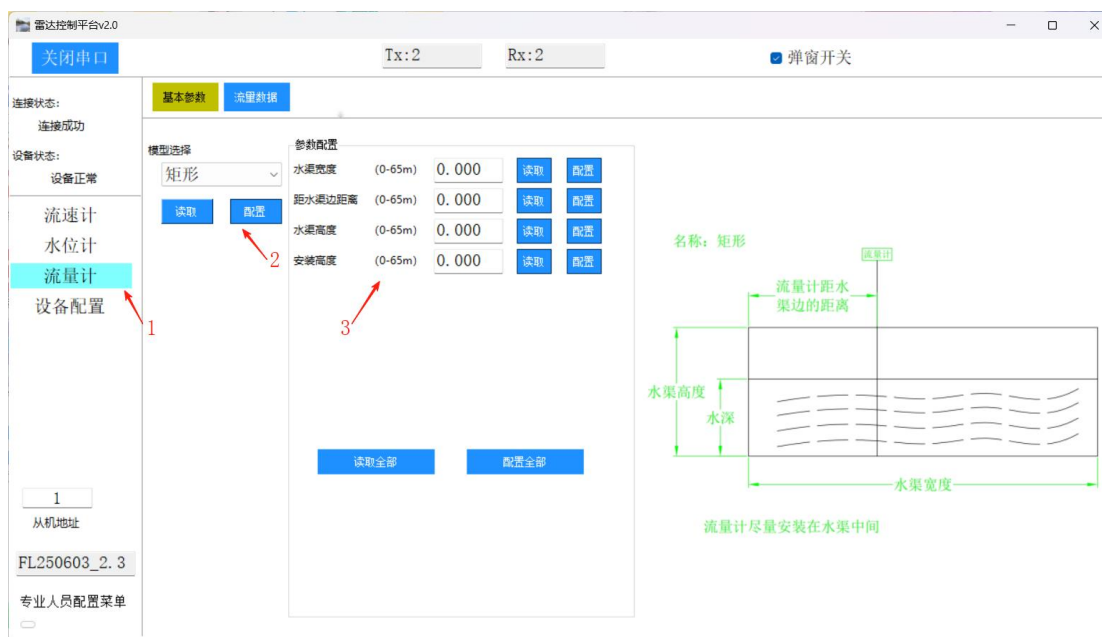 雷达控制平台v2.0
关闭串口
Tx:2
Rx:2
弹窗开关
连接状态:
连接成功
设备状态:
设备正常
流速计
水位计
流量计
设备配置
1
从机地址
FL250603_2.3
专业人员配置菜单
基本参数
流里数据
模型选择
矩形
读取
配置
参数配置
水渠宽度 (0-65m) 0.000 读取 配置
距水渠边距离 (0-65m) 0.000 读取 配置
水渠高度 (0-65m) 0.000 读取 配置
安装高度 (0-65m) 0.000 读取 配置
读取全部
配置全部
1
2
3
名称: 矩形
流量计
流量计距水
渠边的距离
水渠高度
水深
水渠宽度
流量计尽量安装在水渠中间